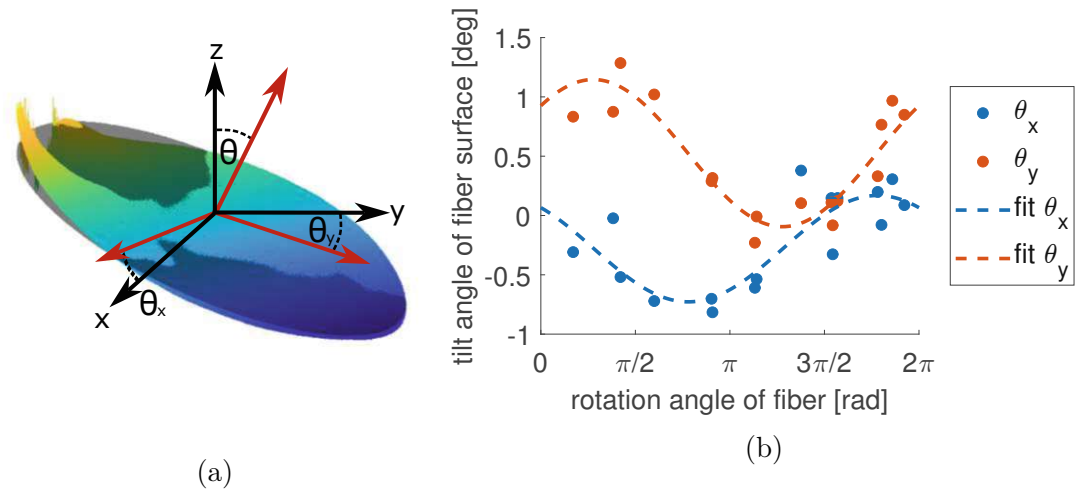 z
θ
y
θy
x
θx
(a)
tilt angle of fiber surface [deg]
1.5
1
0.5
0
-0.5
-1
0
π/2
π
3π/2
2π
rotation angle of fiber [rad]
θx
θy
fit θx
fit θy
(b)